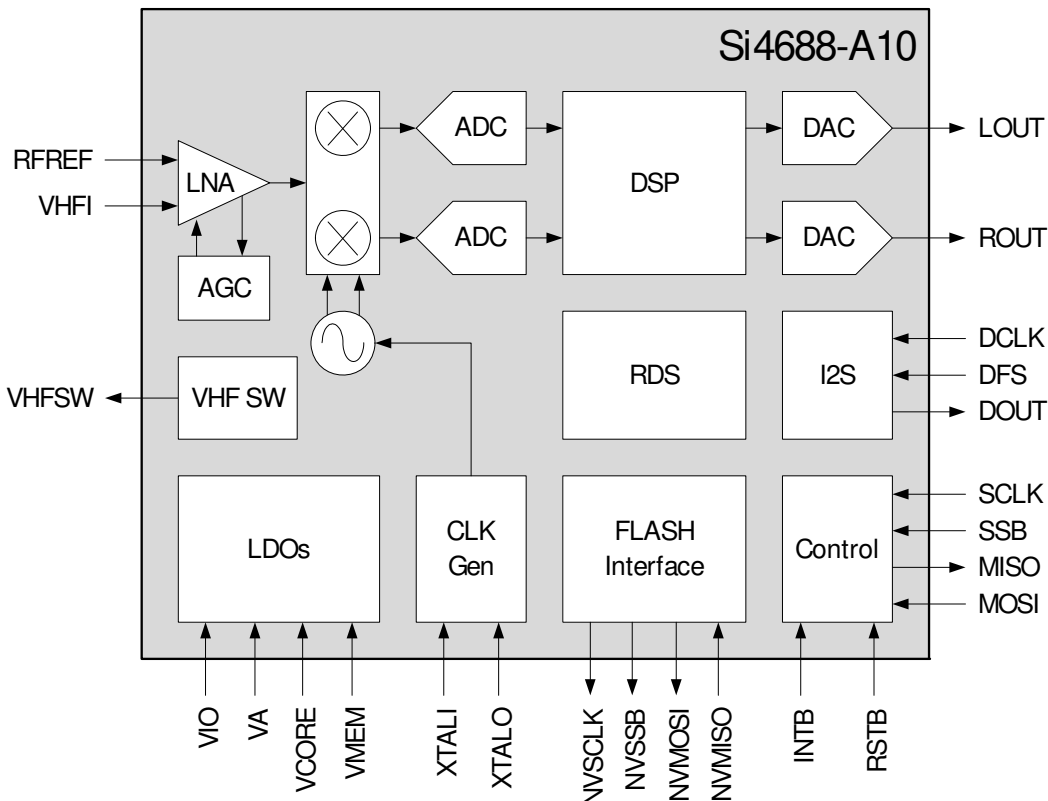 Si4688-A10
RFREF
VHFI
LNA
AGC
ADC
ADC
DSP
DAC
DAC
LOUT
ROUT
VHFSW
VHF SW
RDS
I2S
DCLK
DFS
DOUT
LDOs
CLK
Gen
FLASH
Interface
Control
SCLK
SSB
MISO
MOSI
VIO
VA
VCORE
VMEM
XTALI
XTALO
NVSCLK
NVSSB
NVMOSI
NVMISO
INTB
RSTB